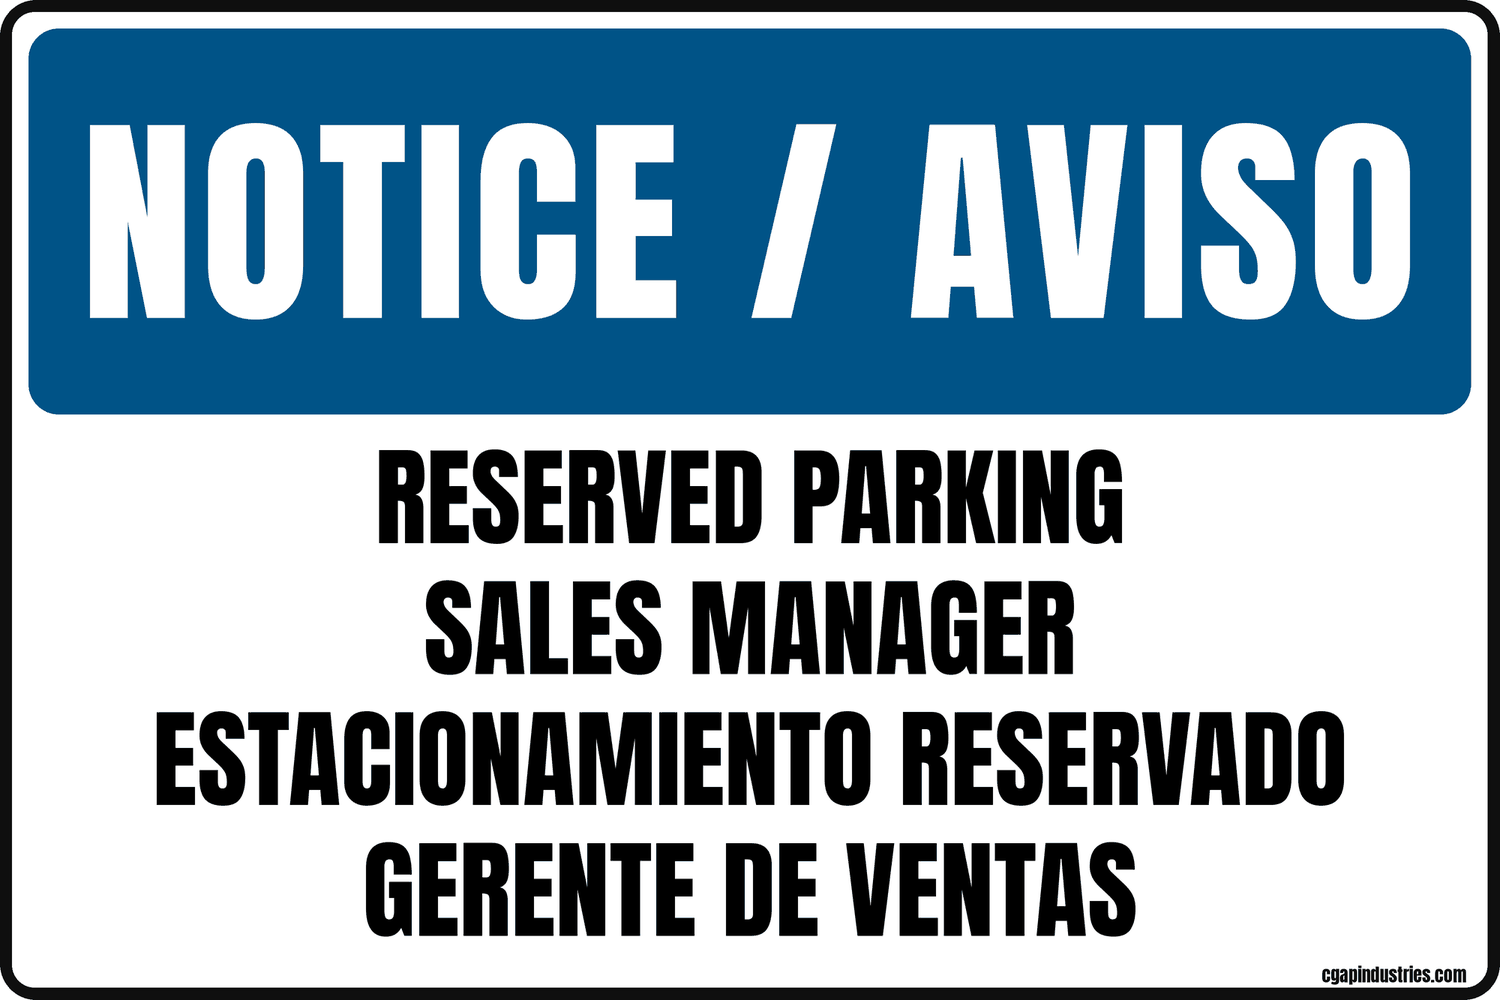 NOTICE / AVISO
RESERVED PARKING
SALES MANAGER
ESTACIONAMIENTO RESERVADO
GERENTE DE VENTAS
cgapindustries.com